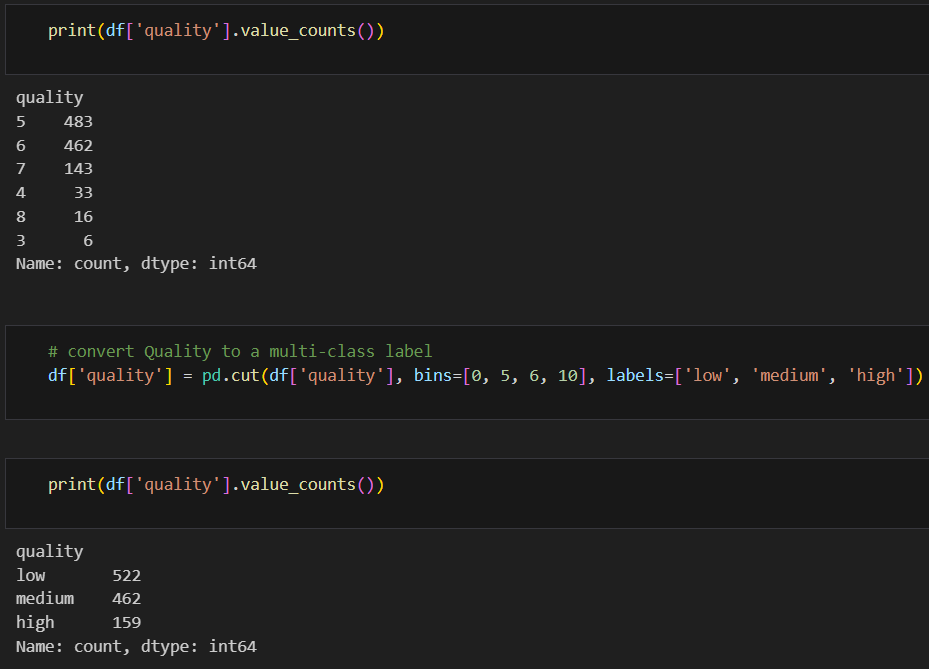 print(df['quality'].value_counts())
quality
5    483
6    462
7    143
4     33
8     16
3      6
Name: count, dtype: int64
# convert Quality to a multi-class label
df['quality'] = pd.cut(df['quality'], bins=[0, 5, 6, 10], labels=['low', 'medium', 'high'])
print(df['quality'].value_counts())
quality
low       522
medium    462
high      159
Name: count, dtype: int64